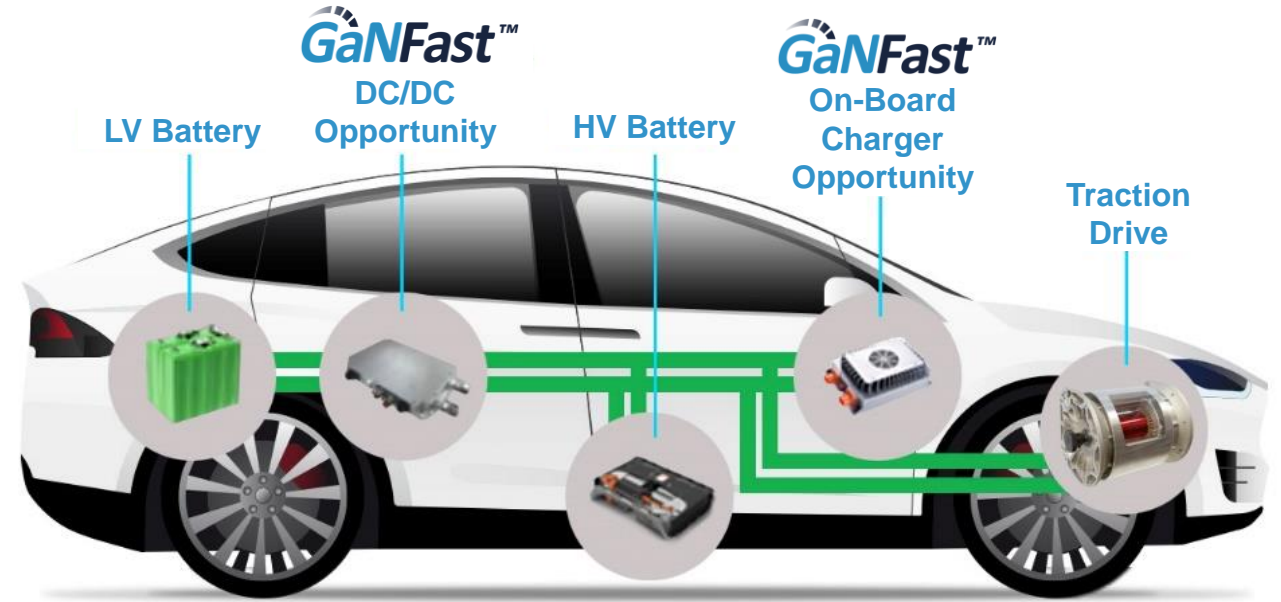 GaNFast™
DC/DC
Opportunity
LV Battery
HV Battery
GaNFast™
On-Board
Charger
Opportunity
Traction
Drive